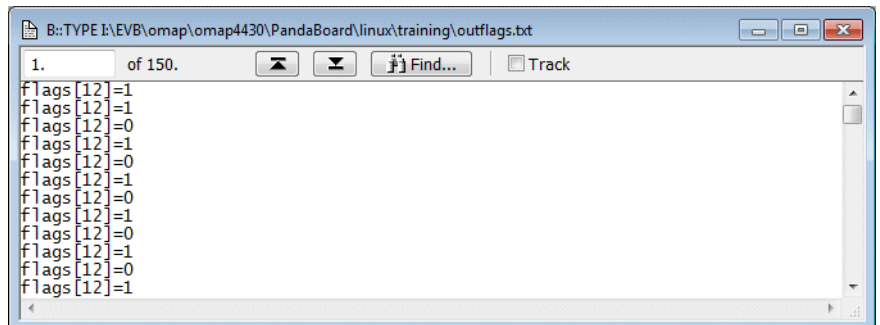 B::TYPE I:\EVB\omap\omap4430\PandaBoard\linux\training\outflags.txt
1. of 150. Find... Track
flags[12]=1
flags[12]=1
flags[12]=0
flags[12]=1
flags[12]=0
flags[12]=1
flags[12]=0
flags[12]=1
flags[12]=0
flags[12]=1
flags[12]=0
flags[12]=1